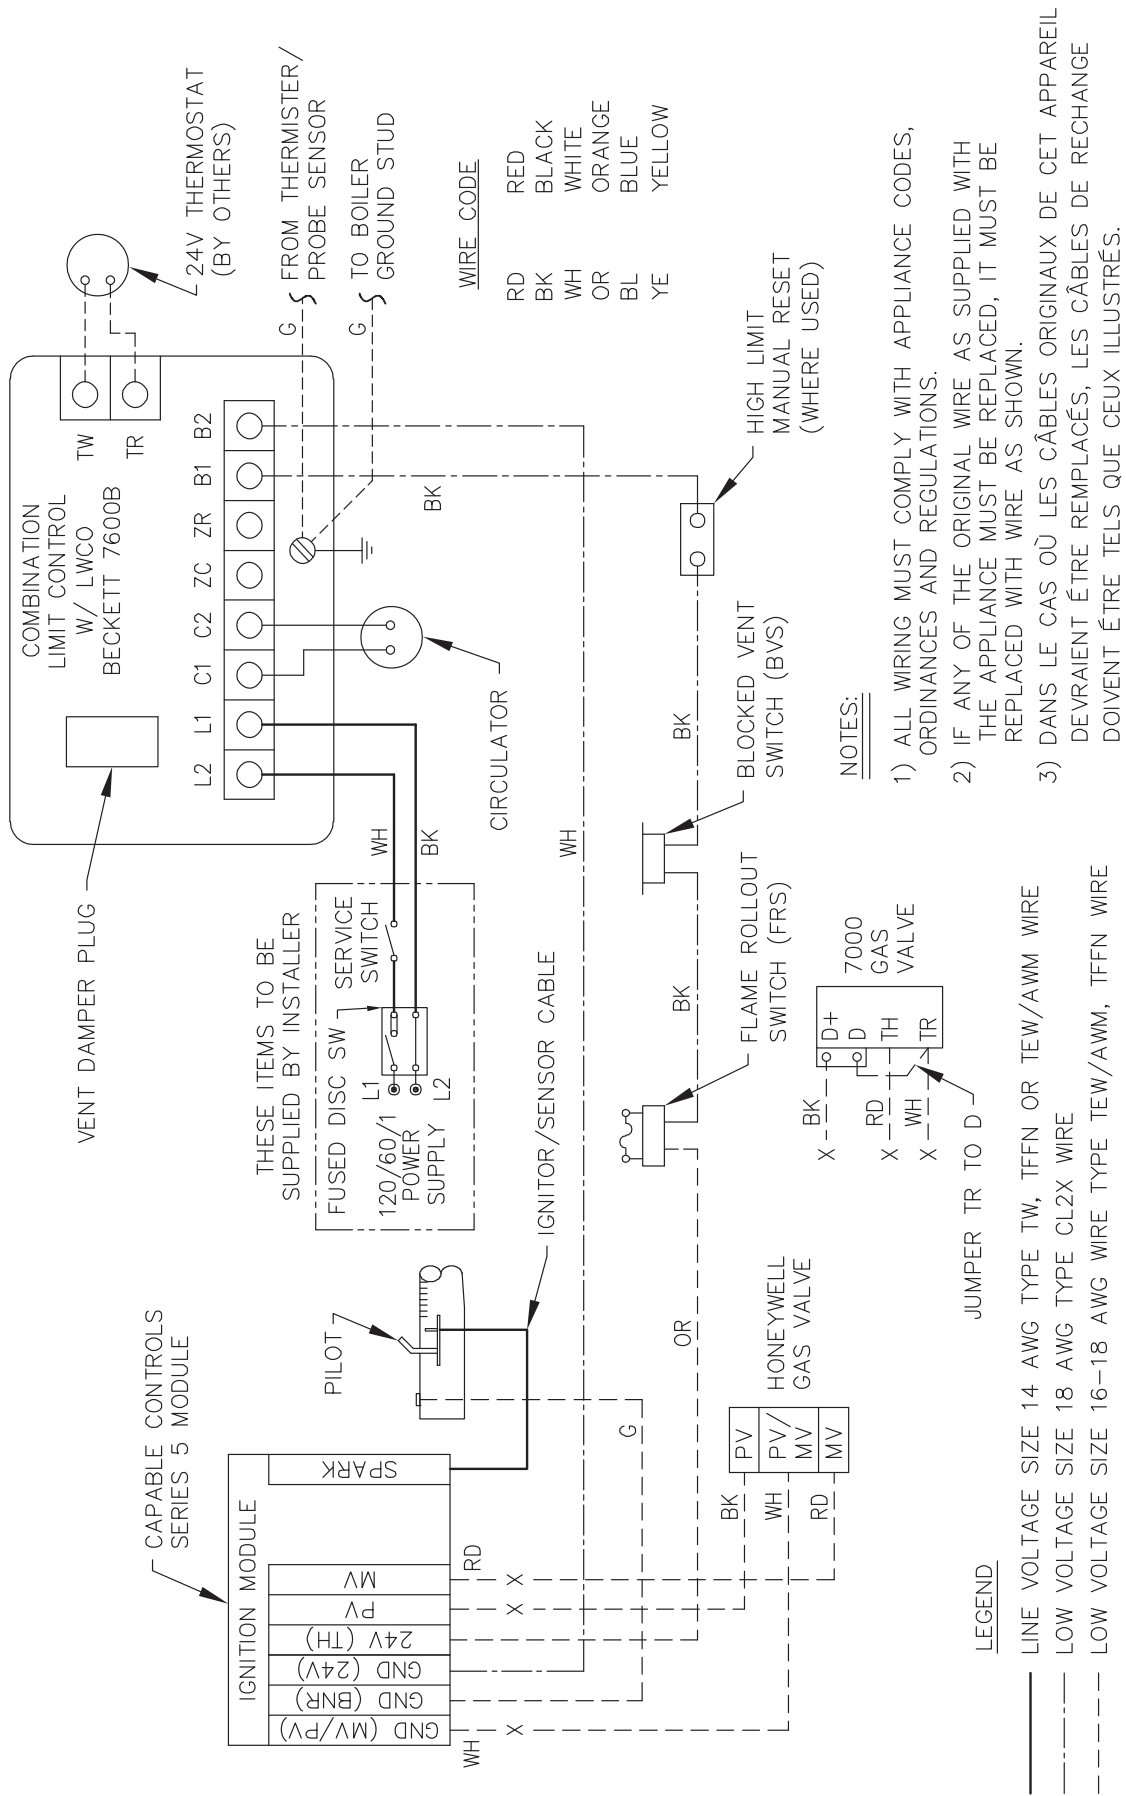 CAPABLE CONTROLS
SERIES 5 MODULE
IGNITION MODULE
GND (MV/PV)
GND (BNR)
GND (24V)
24V (TH)
PV
MV
SPARK
WH
RD
PILOT
IGNITOR/SENSOR CABLE
G
VENT DAMPER PLUG
THESE ITEMS TO BE
SUPPLIED BY INSTALLER
FUSED DISC SW
SERVICE
SWITCH
L1
120/60/1
POWER
SUPPLY
L2
WH
BK
COMBINATION
LIMIT CONTROL
W/ LWCO
BECKETT 7600B
TW
TR
L2
L1
C1
C2
ZC
ZR
B1
B2
24V THERMOSTAT
(BY OTHERS)
G
FROM THERMISTER/
PROBE SENSOR
G
TO BOILER
GROUND STUD
CIRCULATOR
WIRE CODE
RD RED
BK BLACK
WH WHITE
OR ORANGE
BL BLUE
YE YELLOW
WH
BK
OR
BK
BK
FLAME ROLLOUT
SWITCH (FRS)
BLOCKED VENT
SWITCH (BVS)
HIGH LIMIT
MANUAL RESET
(WHERE USED)
X
X
X
BK
WH
RD
PV
PV/
MV
MV
HONEYWELL
GAS VALVE
X BK
X RD
X WH
D+
D
TH
TR
7000
GAS
VALVE
JUMPER TR TO D
NOTES:
1) ALL WIRING MUST COMPLY WITH APPLIANCE CODES,
ORDINANCES AND REGULATIONS.
2) IF ANY OF THE ORIGINAL WIRE AS SUPPLIED WITH
THE APPLIANCE MUST BE REPLACED, IT MUST BE
REPLACED WITH WIRE AS SHOWN.
3) DANS LE CAS OÙ LES CÂBLES ORIGINAUX DE CET APPAREIL
DEVRAIENT ÉTRE REMPLACÉS, LES CÂBLES DE RECHANGE
DOIVENT ÉTRE TELS QUE CEUX ILLUSTRÉS.
LEGEND
LINE VOLTAGE SIZE 14 AWG TYPE TW, TFFN OR TEW/AWM WIRE
LOW VOLTAGE SIZE 18 AWG TYPE CL2X WIRE
LOW VOLTAGE SIZE 16-18 AWG WIRE TYPE TEW/AWM, TFFN WIRE